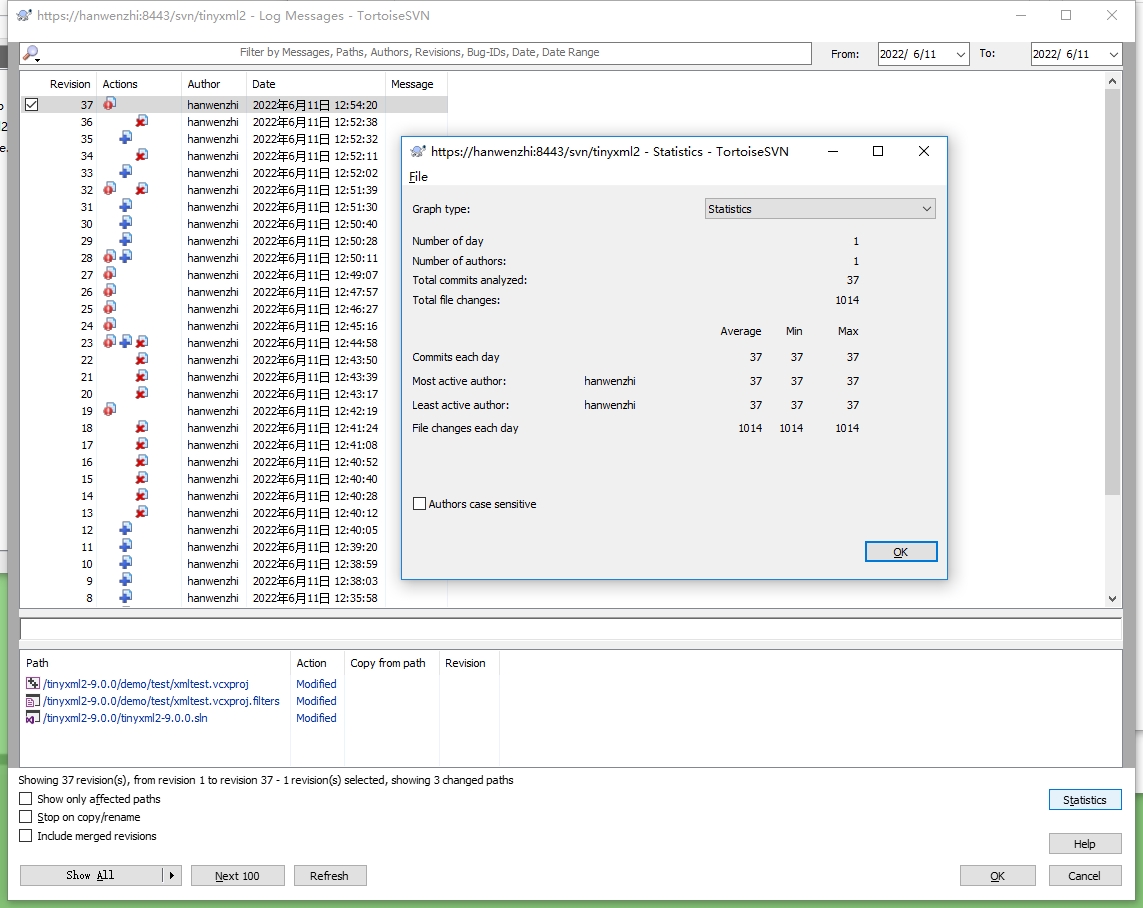 https://hanwenzhi:8443/svn/tinyxml2 - Log Messages - TortoiseSVN
Filter by Messages, Paths, Authors, Revisions, Bug-IDs, Date, Date Range From: 2022/ 6/11 To: 2022/ 6/11
Revision Actions Author Date Message
37 hanwenzhi 2022年6月11日 12:54:20
36 hanwenzhi 2022年6月11日 12:52:38
35 hanwenzhi 2022年6月11日 12:52:32
34 hanwenzhi 2022年6月11日 12:52:11
33 hanwenzhi 2022年6月11日 12:52:02
32 hanwenzhi 2022年6月11日 12:51:39
31 hanwenzhi 2022年6月11日 12:51:30
30 hanwenzhi 2022年6月11日 12:50:40
29 hanwenzhi 2022年6月11日 12:50:28
28 hanwenzhi 2022年6月11日 12:50:11
27 hanwenzhi 2022年6月11日 12:49:07
26 hanwenzhi 2022年6月11日 12:47:57
25 hanwenzhi 2022年6月11日 12:46:27
24 hanwenzhi 2022年6月11日 12:45:16
23 hanwenzhi 2022年6月11日 12:44:58
22 hanwenzhi 2022年6月11日 12:43:50
21 hanwenzhi 2022年6月11日 12:43:39
20 hanwenzhi 2022年6月11日 12:43:17
19 hanwenzhi 2022年6月11日 12:42:19
18 hanwenzhi 2022年6月11日 12:41:24
17 hanwenzhi 2022年6月11日 12:41:08
16 hanwenzhi 2022年6月11日 12:40:52
15 hanwenzhi 2022年6月11日 12:40:40
14 hanwenzhi 2022年6月11日 12:40:28
13 hanwenzhi 2022年6月11日 12:40:12
12 hanwenzhi 2022年6月11日 12:40:05
11 hanwenzhi 2022年6月11日 12:39:20
10 hanwenzhi 2022年6月11日 12:38:59
9 hanwenzhi 2022年6月11日 12:38:03
8 hanwenzhi 2022年6月11日 12:35:58
https://hanwenzhi:8443/svn/tinyxml2 - Statistics - TortoiseSVN
File
Graph type: Statistics
Number of day 1
Number of authors: 1
Total commits analyzed: 37
Total file changes: 1014
Average Min Max
Commits each day 37 37 37
Most active author: hanwenzhi 37 37 37
Least active author: hanwenzhi 37 37 37
File changes each day 1014 1014 1014
Authors case sensitive
OK
Path Action Copy from path Revision
/tinyxml2-9.0.0/demo/test/xmltest.vcxproj Modified
/tinyxml2-9.0.0/demo/test/xmltest.vcxproj.filters Modified
/tinyxml2-9.0.0/tinyxml2-9.0.0.sln Modified
Showing 37 revision(s), from revision 1 to revision 37 - 1 revision(s) selected, showing 3 changed paths
Show only affected paths
Statistics
Stop on copy/rename
Include merged revisions
Help
Show All Next 100 Refresh OK Cancel